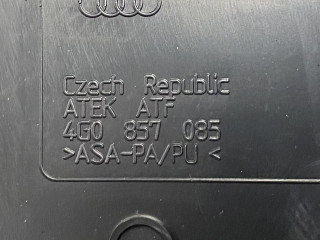 Czech Republic
ATEK ATF
4G0 857 085
>ASA-PA/PU<